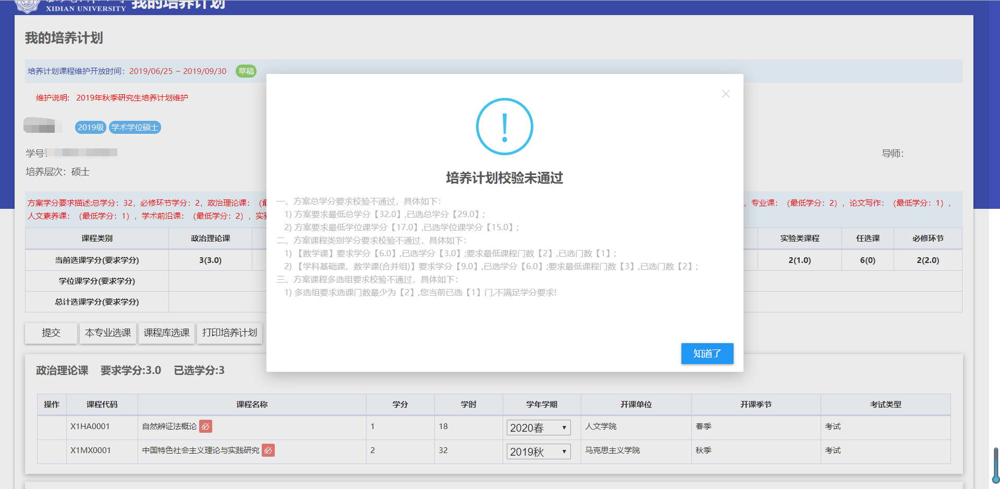 XIDIAN UNIVERSITY
我的培养计划
我的培养计划
培养计划课程维护开放时间：2019/06/25 ~ 2019/09/30 草稿
维护说明： 2019年秋季研究生培养计划维护
2019级 学术学位硕士
学号:
导师：
培养层次：硕士
方案学分要求描述:总学分：32，必修环节学分：2，政治理论课：
，专业课：（最低学分：2），论文写作：（最低学分：1），
人文素养课：（最低学分：1），学术前沿课：（最低学分：2），
课程类别 政治理论课 实验类课程 任选课 必修环节
当前选课学分(要求学分) 3(3.0) 2(1.0) 6(0) 2(2.0)
学位课学分(要求学分)
总计选课学分(要求学分)
×
!
培养计划校验未通过
一、方案总学分要求校验不通过，具体如下：
1) 方案要求最低总学分【32.0】,已选总学分【29.0】;
2) 方案要求最低学位课学分【17.0】,已选学位课学分【15.0】;
二、方案课程类别学分要求校验不通过，具体如下：
1) 【数学课】要求学分【6.0】,已选学分【3.0】;要求最低课程门数【2】,已选门数【1】;
2) 【学科基础课、数学课(合并组)】要求学分【9.0】,已选学分【6.0】;要求最低课程门数【3】,已选门数【2】;
三、方案课程多选组要求校验不通过，具体如下：
1) 多选组要求选课门数最少为【2】,您当前已选【1】门,不满足学分要求!
知道了
提交 本专业选课 课程库选课 打印培养计划
政治理论课 要求学分:3.0 已选学分:3
操作 课程代码 课程名称 学分 学时 学年学期 开课单位 开课季节 考试类型
X1HA0001 自然辨证法概论 必 1 18 2020春 人文学院 春季 考试
X1MX0001 中国特色社会主义理论与实践研究 必 2 32 2019秋 马克思主义学院 秋季 考试